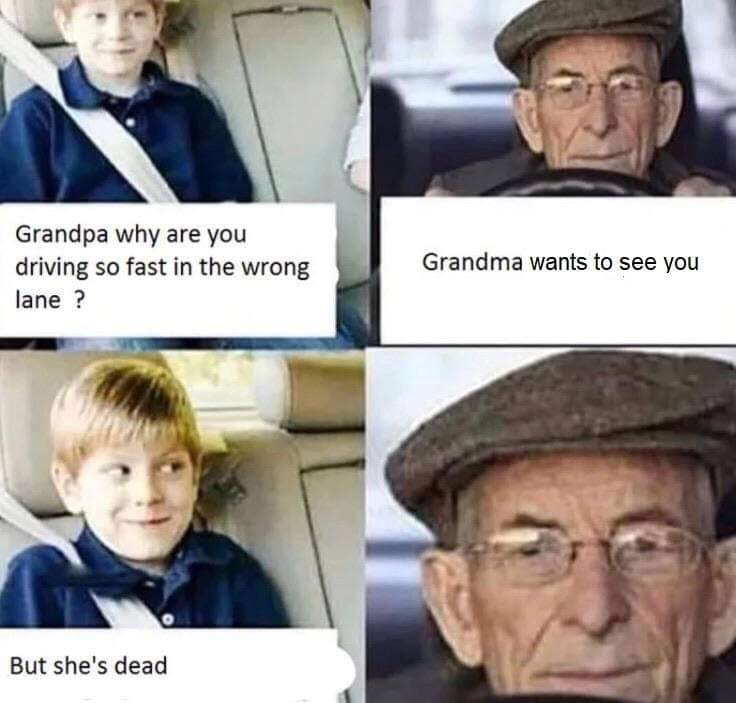 Grandpa why are you
driving so fast in the wrong
lane ?
Grandma wants to see you
But she's dead